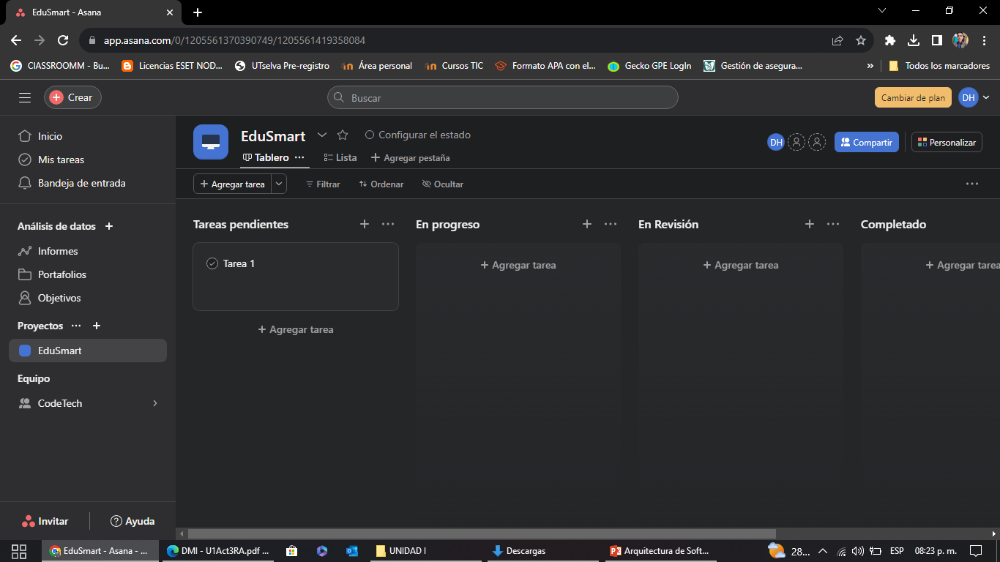 EduSmart - Asana
app.asana.com/0/1205561370390749/1205561419358084
ClASSROOMM - Bu... Licencias ESET NOD... UTselva Pre-registro Área personal Cursos TIC Formato APA con el... Gecko GPE LogIn Gestión de asegura... » Todos los marcadores
Crear Buscar Cambiar de plan DH
Inicio
Mis tareas
Bandeja de entrada
Análisis de datos
Informes
Portafolios
Objetivos
Proyectos
EduSmart
Equipo
CodeTech
Invitar Ayuda
EduSmart Configurar el estado DH Compartir Personalizar
Tablero Lista + Agregar pestaña
+ Agregar tarea Filtrar Ordenar Ocultar
Tareas pendientes En progreso En Revisión Completado
Tarea 1
+ Agregar tarea
+ Agregar tarea
+ Agregar tarea
+ Agregar tarea
EduSmart - Asana - ... DMI - U1Act3RA.pdf ... UNIDAD I Descargas Arquitectura de Soft... 28... ESP 08:23 p. m.